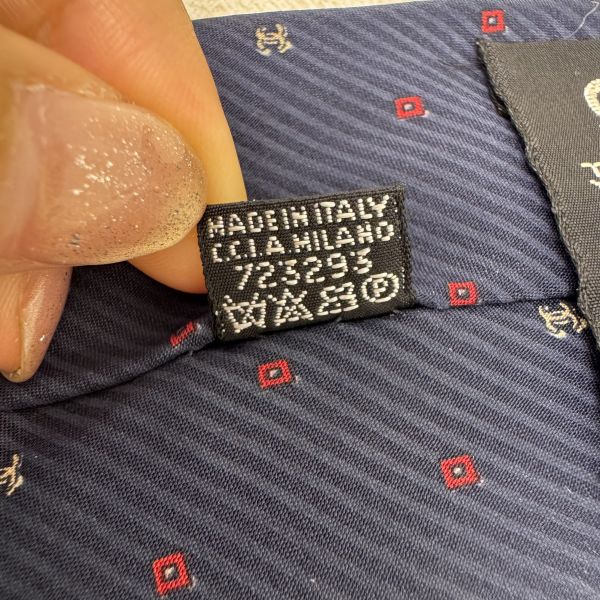 MADE IN ITALY
C.C.I.A. MILANO
723293
P